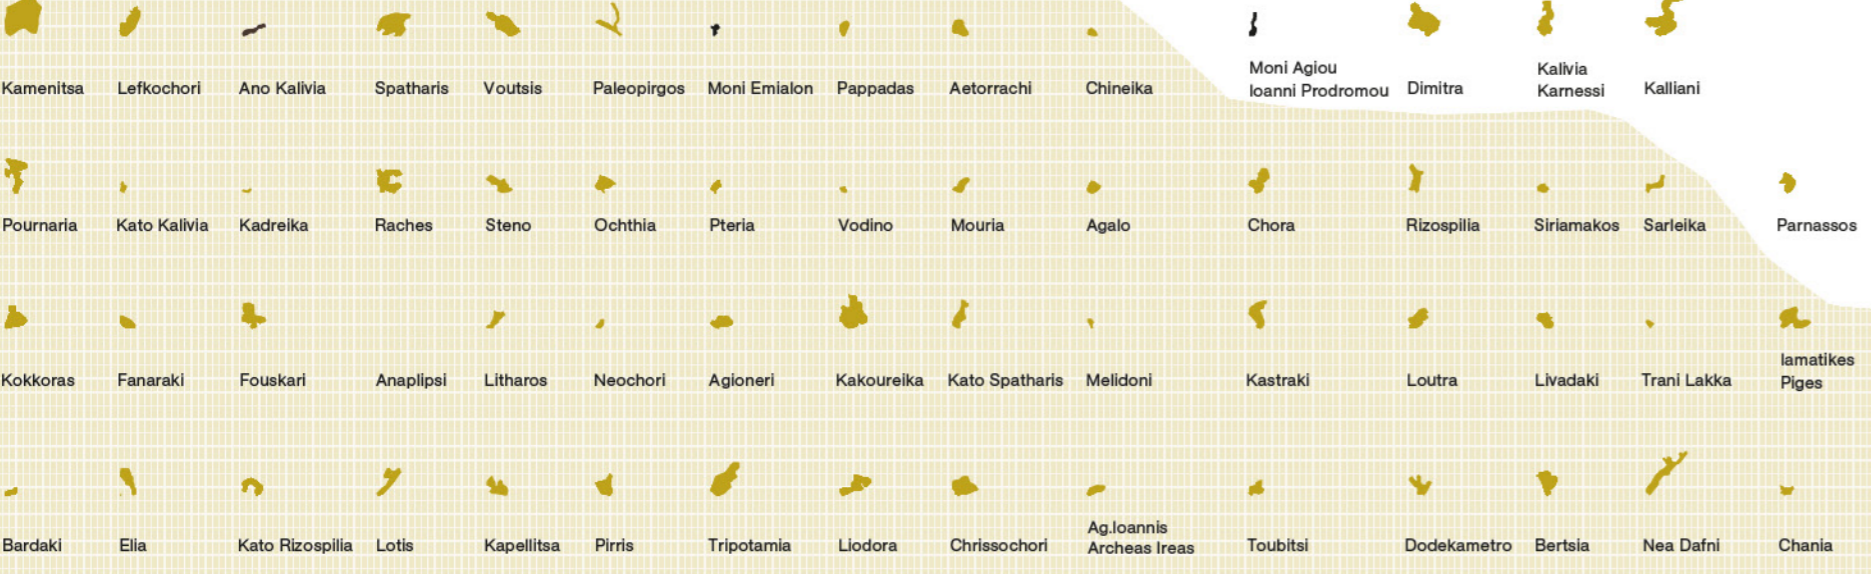 Kamenitsa Lefkochori Ano Kalivia Spatharis Voutsis Paleopirgos Moni Emialon Pappadas Aetorrachi Chineika Moni Agiou
Ioanni Prodromou Dimitra Kalivia
Karnessi Kalliani
Pournaria Kato Kalivia Kadreika Raches Steno Ochthia Pteria Vodino Mouria Agalo Chora Rizospilia Siriamakos Sarleika Parnassos
Kokkoras Fanaraki Fouskari Anaplipsi Litharos Neochori Agioneri Kakoureika Kato Spatharis Melidoni Kastraki Loutra Livadaki Trani Lakka Iamatikes
Piges
Bardaki Elia Kato Rizospilia Lotis Kapellitsa Pirris Tripotamia Liodora Chrissochori Ag.Ioannis
Archeas Ireas Toubitsi Dodekametro Bertsia Nea Dafni Chania